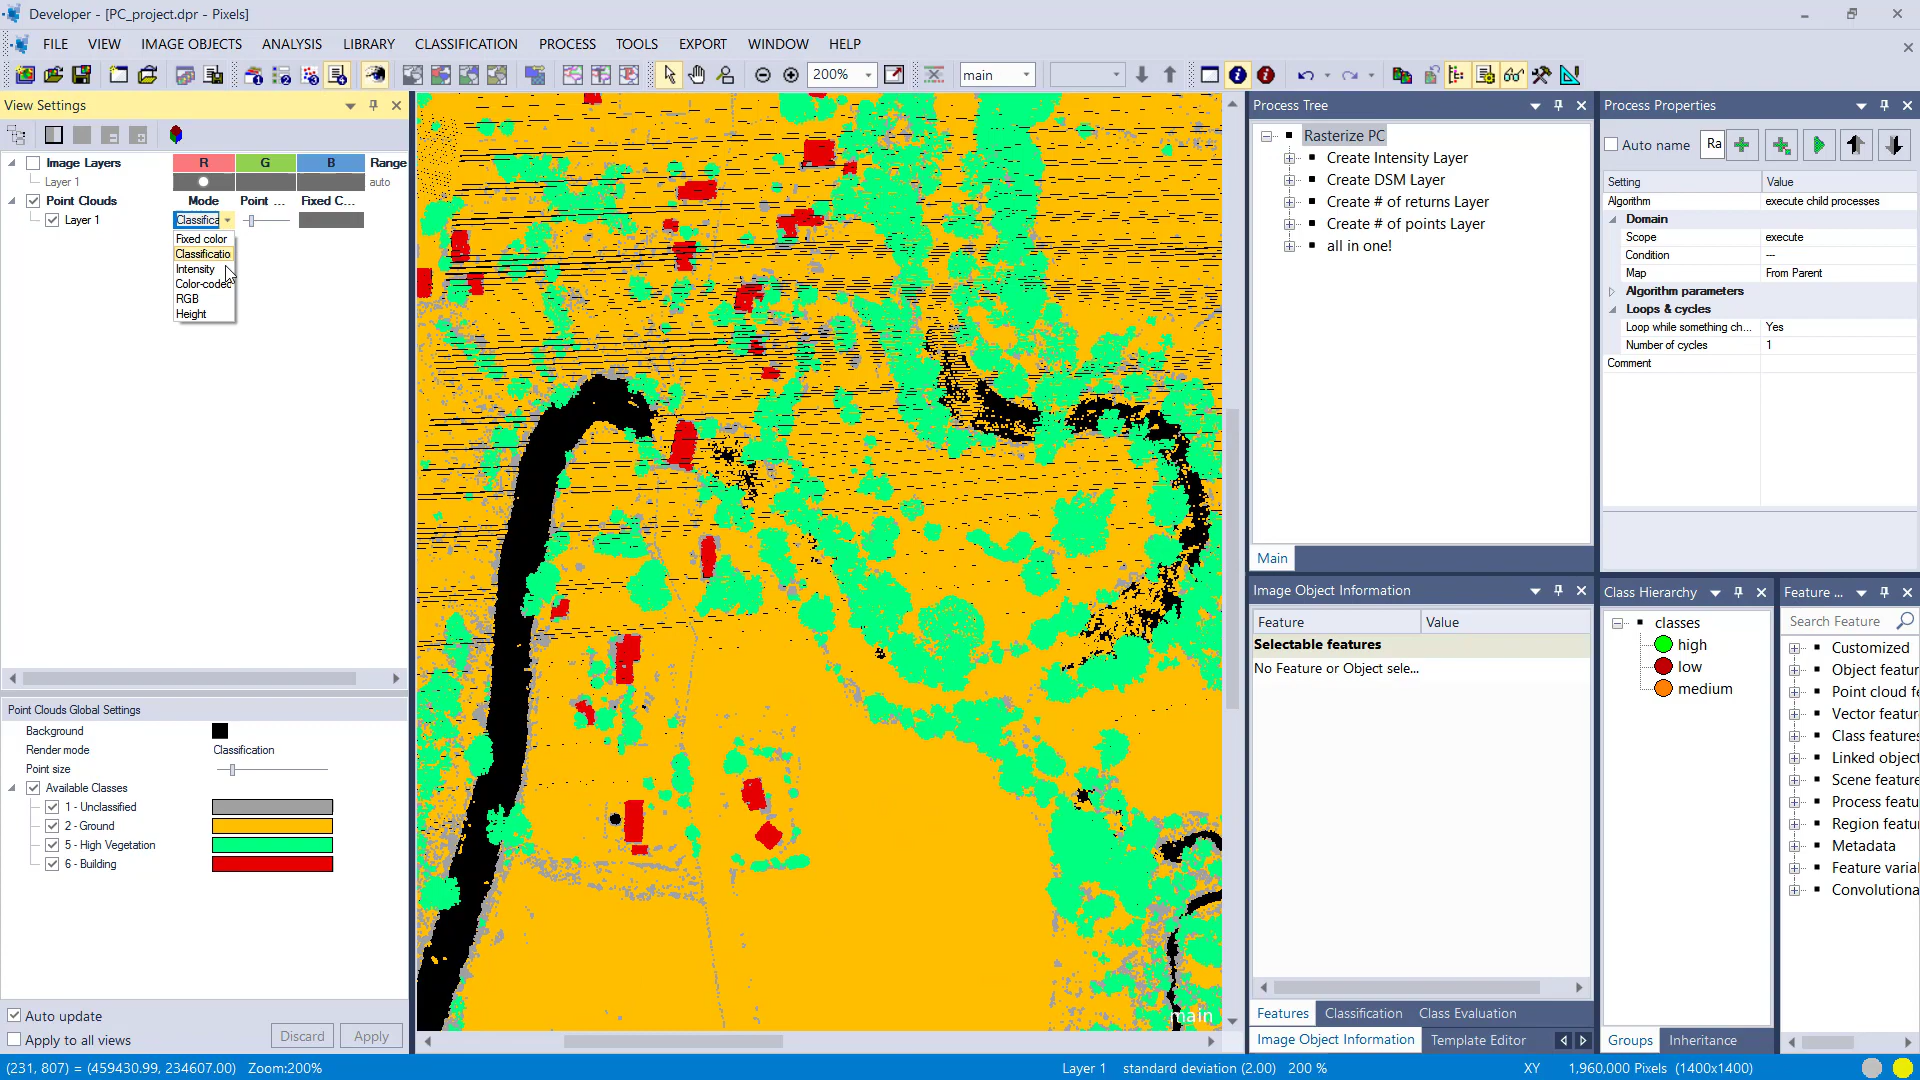 Developer - [PC_project.dpr - Pixels]
FILE VIEW IMAGE OBJECTS ANALYSIS LIBRARY CLASSIFICATION PROCESS TOOLS EXPORT WINDOW HELP
200% main
View Settings
Image Layers R G B Range
Layer 1 auto
Point Clouds Mode Point ... Fixed C...
Layer 1 Classifica
Fixed color
Classificatio
Intensity
Color-coded
RGB
Height
Point Clouds Global Settings
Background
Render mode Classification
Point size
Available Classes
1 - Unclassified
2 - Ground
5 - High Vegetation
6 - Building
Auto update
Apply to all views Discard Apply
main
Process Tree
Rasterize PC
Create Intensity Layer
Create DSM Layer
Create # of returns Layer
Create # of points Layer
all in one!
Main
Process Properties
Auto name Ra
Setting Value
Algorithm execute child processes
Domain
Scope execute
Condition ---
Map From Parent
Algorithm parameters
Loops & cycles
Loop while something ch... Yes
Number of cycles 1
Comment
Image Object Information
Feature Value
Selectable features
No Feature or Object sele...
Features Classification Class Evaluation
Image Object Information Template Editor
Class Hierarchy
classes
high
low
medium
Groups Inheritance
Feature ...
Search Feature
Customized
Object featur
Point cloud fe
Vector featur
Class features
Linked object
Scene feature
Process featu
Region featu
Metadata
Feature varial
Convolutiona
(231, 807) = (459430.99, 234607.00) Zoom:200% Layer 1 standard deviation (2.00) 200 % XY 1,960,000 Pixels (1400x1400)